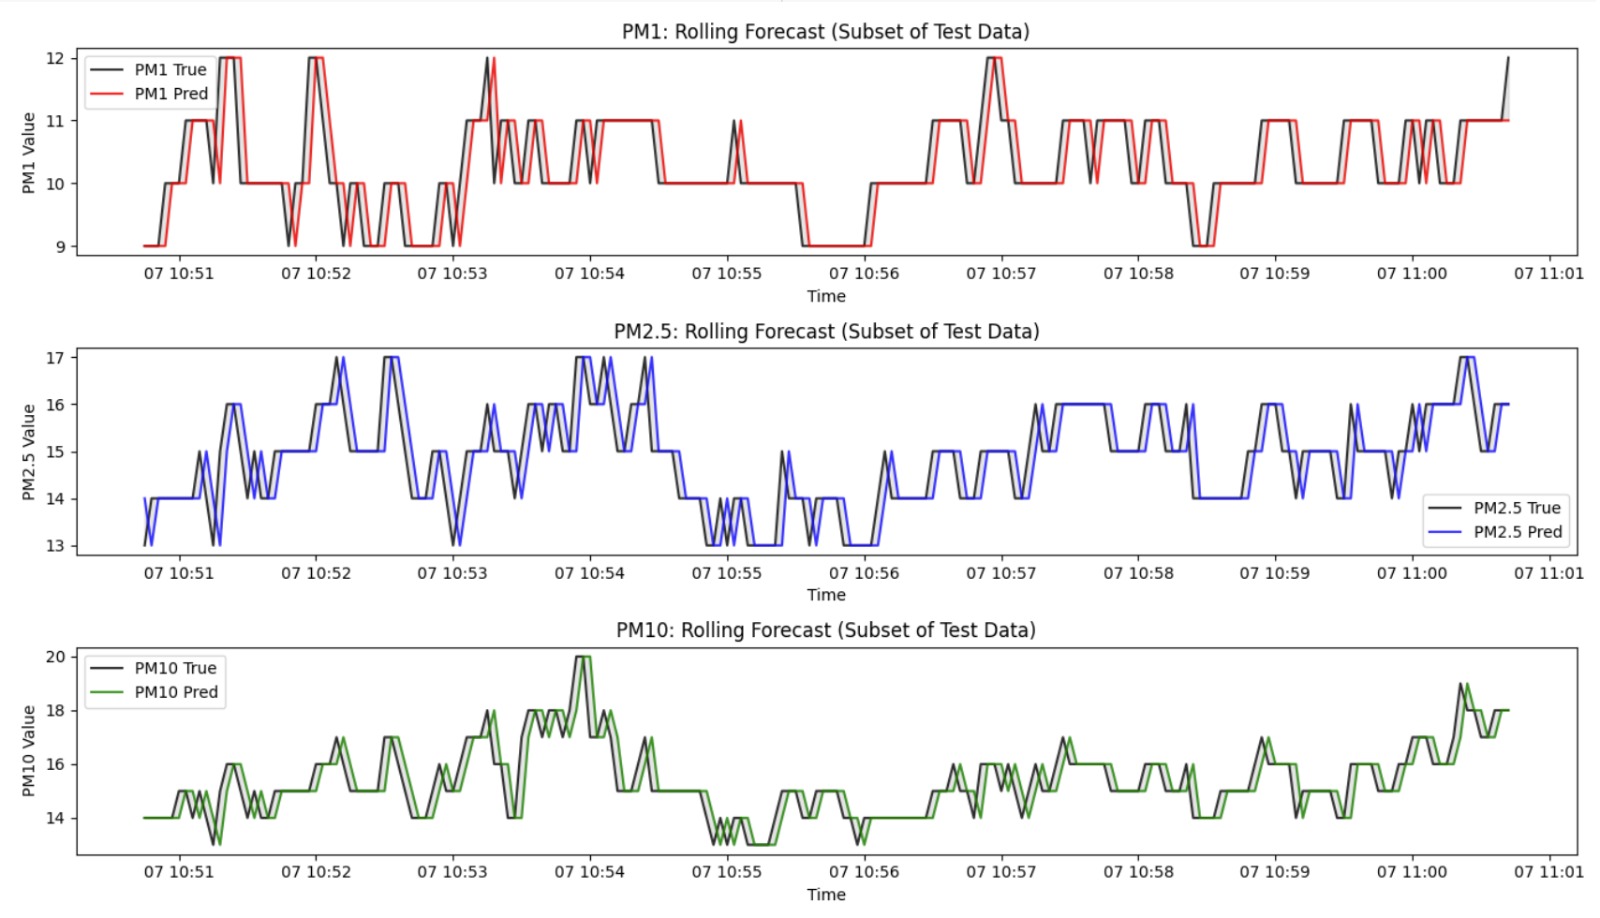 PM1: Rolling Forecast (Subset of Test Data)
12
11
10
9
PM1 Value
PM1 True
PM1 Pred
07 10:51 07 10:52 07 10:53 07 10:54 07 10:55 07 10:56 07 10:57 07 10:58 07 10:59 07 11:00 07 11:01
Time
PM2.5: Rolling Forecast (Subset of Test Data)
17
16
15
14
13
PM2.5 Value
PM2.5 True
PM2.5 Pred
07 10:51 07 10:52 07 10:53 07 10:54 07 10:55 07 10:56 07 10:57 07 10:58 07 10:59 07 11:00 07 11:01
Time
PM10: Rolling Forecast (Subset of Test Data)
20
18
16
14
PM10 Value
PM10 True
PM10 Pred
07 10:51 07 10:52 07 10:53 07 10:54 07 10:55 07 10:56 07 10:57 07 10:58 07 10:59 07 11:00 07 11:01
Time